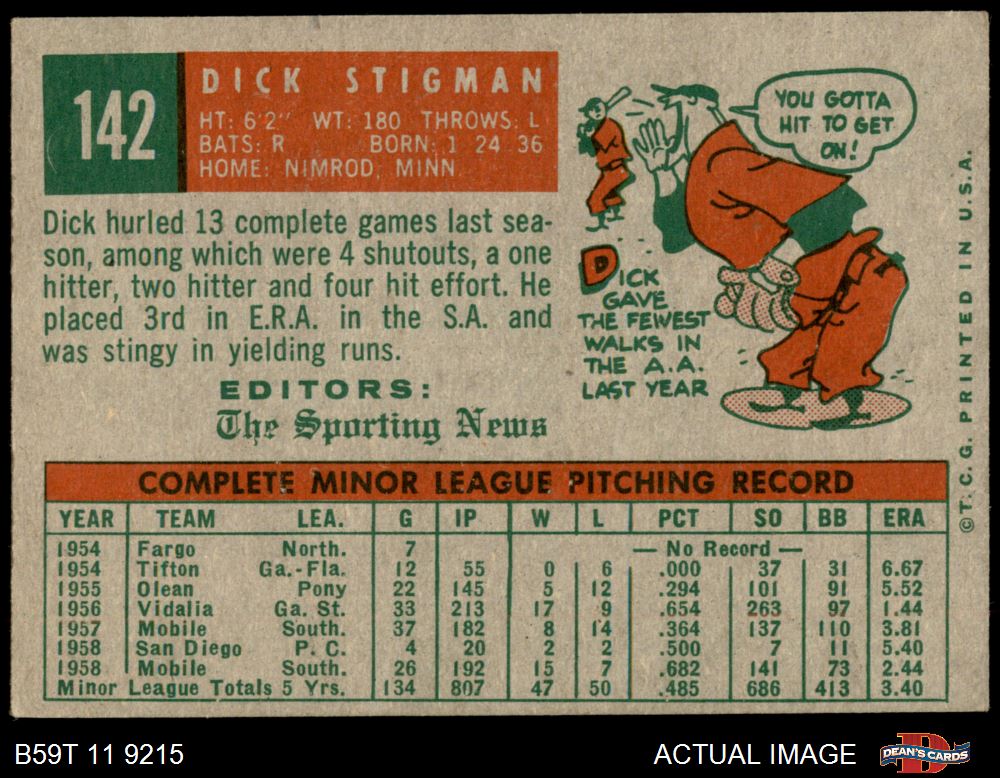 142
DICK STIGMAN
HT: 6'2" WT: 180 THROWS: L
BATS: R BORN: 1 24 36
HOME: NIMROD, MINN
Dick hurled 13 complete games last sea-
son, among which were 4 shutouts, a one
hitter, two hitter and four hit effort. He
placed 3rd in E.R.A. in the S.A. and
was stingy in yielding runs.
EDITORS:
The Sporting News
YOU GOTTA
HIT TO GET
ON!
DICK
GAVE
THE FEWEST
WALKS IN
THE A.A.
LAST YEAR
© T. C. G. PRINTED IN U.S.A.
COMPLETE MINOR LEAGUE PITCHING RECORD
YEAR TEAM LEA. G IP W L PCT SO BB ERA
1954 Fargo North. 7 — No Record —
1954 Tifton Ga.-Fla. 12 55 0 6 .000 37 31 6.67
1955 Olean Pony 22 145 5 12 .294 101 91 5.52
1956 Vidalia Ga. St. 33 213 17 9 .654 263 97 1.44
1957 Mobile South. 37 182 8 14 .364 137 110 3.81
1958 San Diego P. C. 4 20 2 2 .500 7 11 5.40
1958 Mobile South. 26 192 15 7 .682 141 73 2.44
Minor League Totals 5 Yrs. 134 807 47 50 .485 686 413 3.40
B59T 11 9215
ACTUAL IMAGE
DEAN'S CARDS